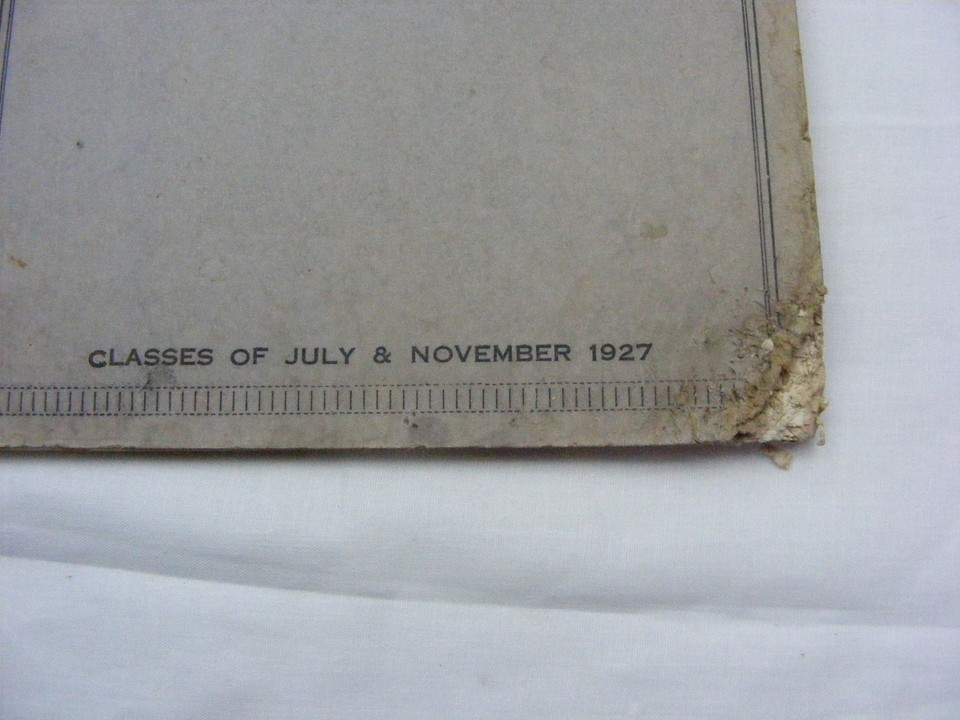 CLASSES OF JULY & NOVEMBER 1927